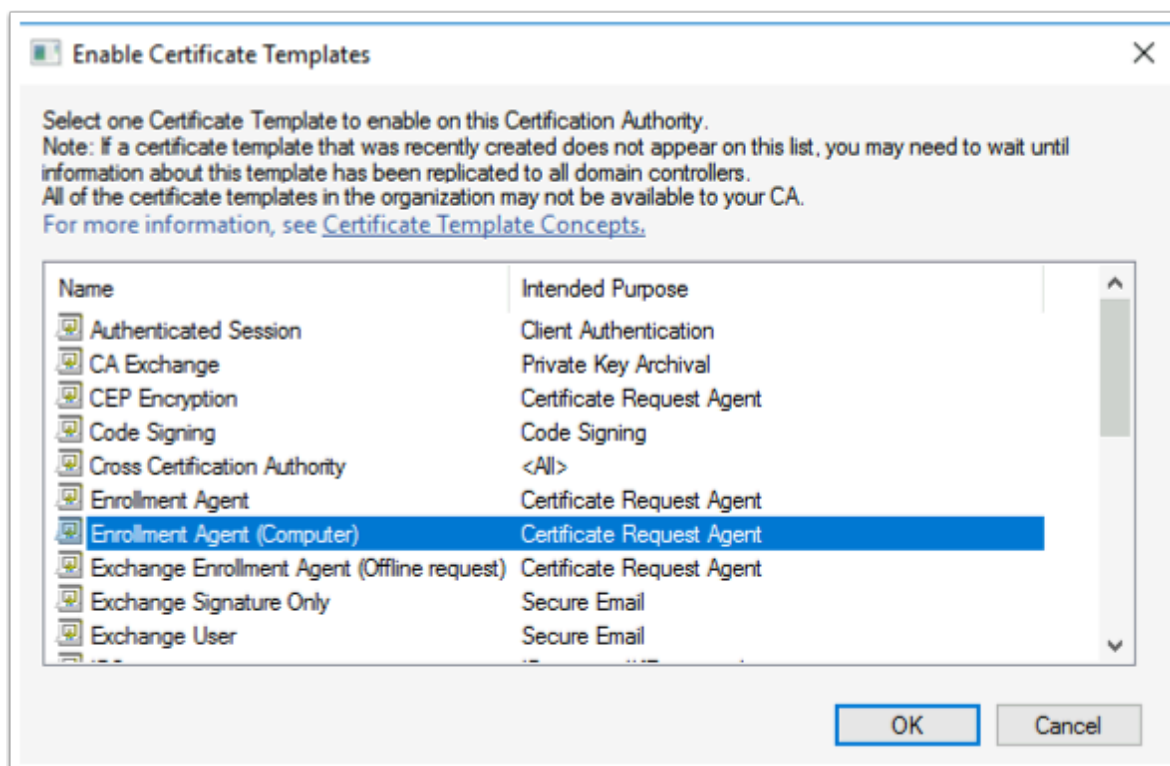 Enable Certificate Templates
Select one Certificate Template to enable on this Certification Authority.
Note: If a certificate template that was recently created does not appear on this list, you may need to wait until
information about this template has been replicated to all domain controllers.
All of the certificate templates in the organization may not be available to your CA.
For more information, see Certificate Template Concepts.
Name Intended Purpose
Authenticated Session Client Authentication
CA Exchange Private Key Archival
CEP Encryption Certificate Request Agent
Code Signing Code Signing
Cross Certification Authority <All>
Enrollment Agent Certificate Request Agent
Enrollment Agent (Computer) Certificate Request Agent
Exchange Enrollment Agent (Offline request) Certificate Request Agent
Exchange Signature Only Secure Email
Exchange User Secure Email
OK Cancel